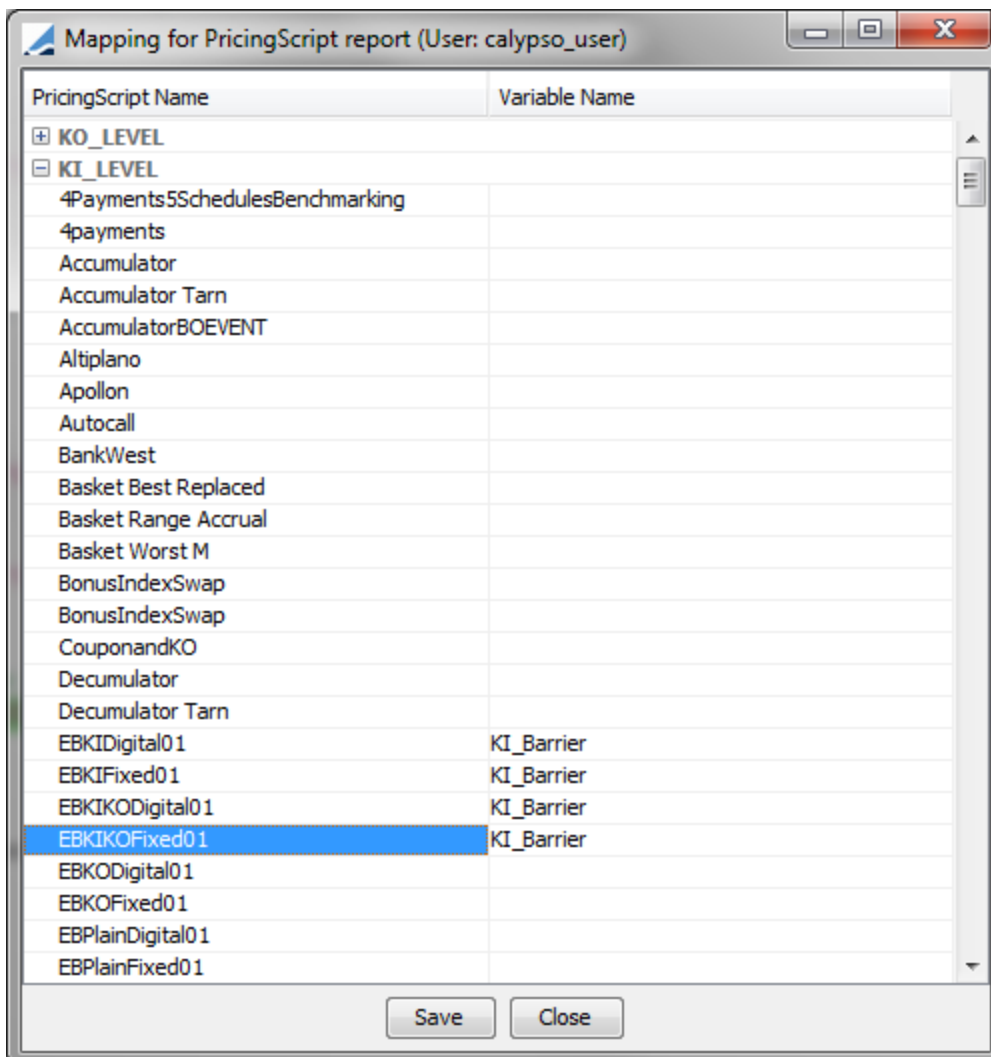 Mapping for PricingScript report (User: calypso_user)
PricingScript Name Variable Name
KO_LEVEL
KI_LEVEL
4Payments5SchedulesBenchmarking
4payments
Accumulator
Accumulator Tarn
AccumulatorBOEVENT
Altiplano
Apollon
Autocall
BankWest
Basket Best Replaced
Basket Range Accrual
Basket Worst M
BonusIndexSwap
BonusIndexSwap
CouponandKO
Decumulator
Decumulator Tarn
EBKIDigital01 KI_Barrier
EBKIFixed01 KI_Barrier
EBKIKODigital01 KI_Barrier
EBKIKOFixed01 KI_Barrier
EBKODigital01
EBKOFixed01
EBPlainDigital01
EBPlainFixed01
Save Close